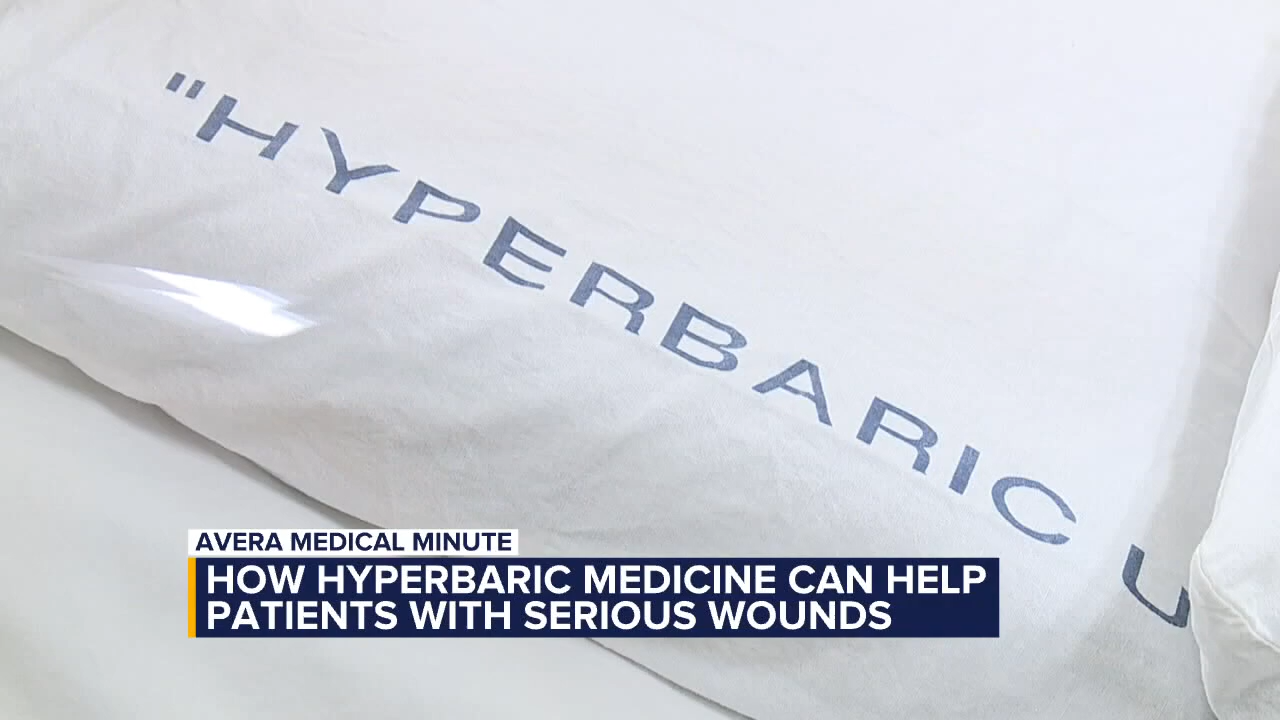 "HYPERBARIC U
AVERA MEDICAL MINUTE
HOW HYPERBARIC MEDICINE CAN HELP
PATIENTS WITH SERIOUS WOUNDS